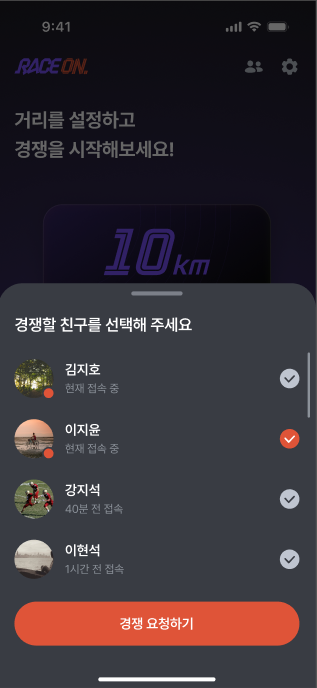 9:41
RACE ON.
거리를 설정하고
경쟁을 시작해보세요!
10km
경쟁할 친구를 선택해 주세요
김지호
현재 접속 중
이지윤
현재 접속 중
강지석
40분 전 접속
이현석
1시간 전 접속
경쟁 요청하기